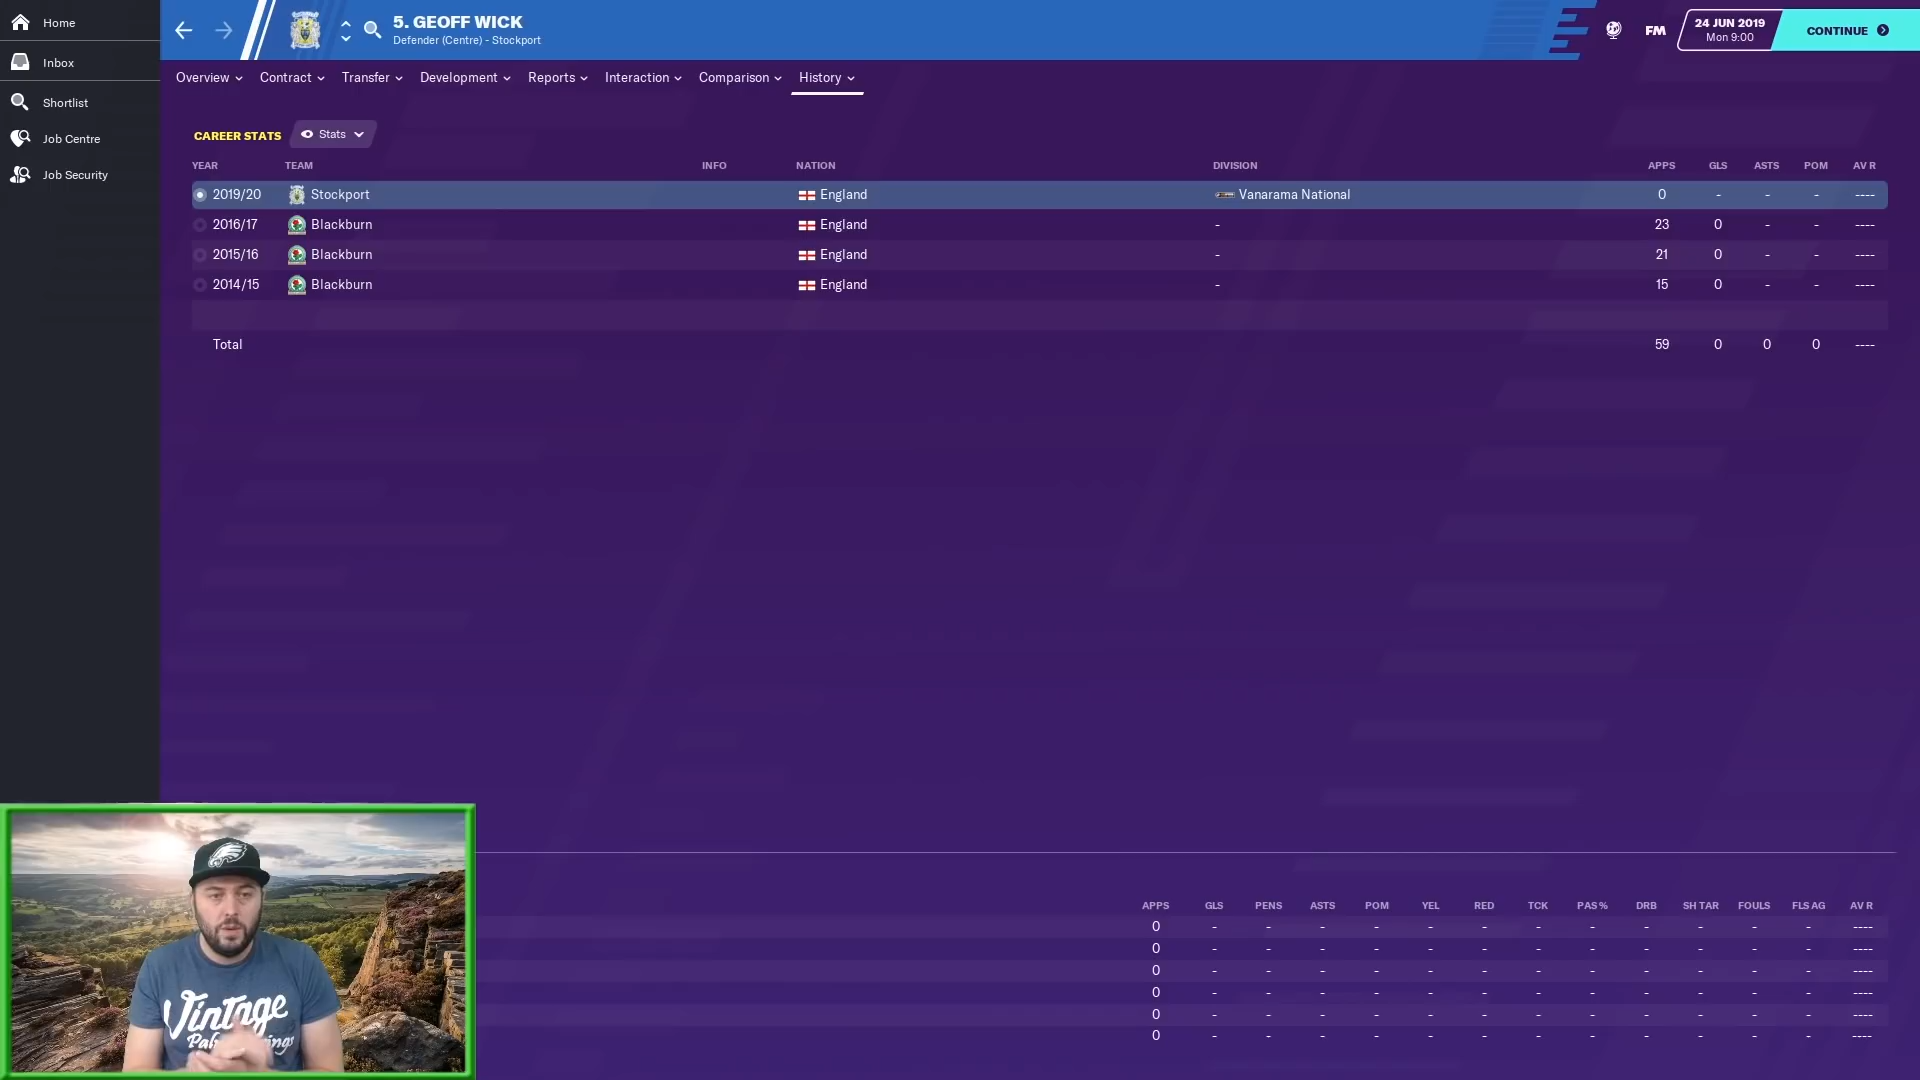 Home
Inbox
Shortlist
Job Centre
Job Security
5. GEOFF WICK
Defender (Centre) - Stockport
FM
24 JUN 2019
Mon 9:00
CONTINUE
Overview Contract Transfer Development Reports Interaction Comparison History
CAREER STATS Stats
YEAR TEAM INFO NATION DIVISION APPS GLS ASTS POM AV R
2019/20 Stockport England Vanarama National 0 - - - ----
2016/17 Blackburn England - 23 0 - - ----
2015/16 Blackburn England - 21 0 - - ----
2014/15 Blackburn England - 15 0 - - ----
Total 59 0 0 0 ----
APPS GLS PENS ASTS POM YEL RED TCK PAS % DRB SH TAR FOULS FLS AG AV R
0 - - - - - - - - - - - - ----
0 - - - - - - - - - - - - ----
0 - - - - - - - - - - - - ----
0 - - - - - - - - - - - - ----
0 - - - - - - - - - - - - ----
0 - - - - - - - - - - - - ----
Vintage